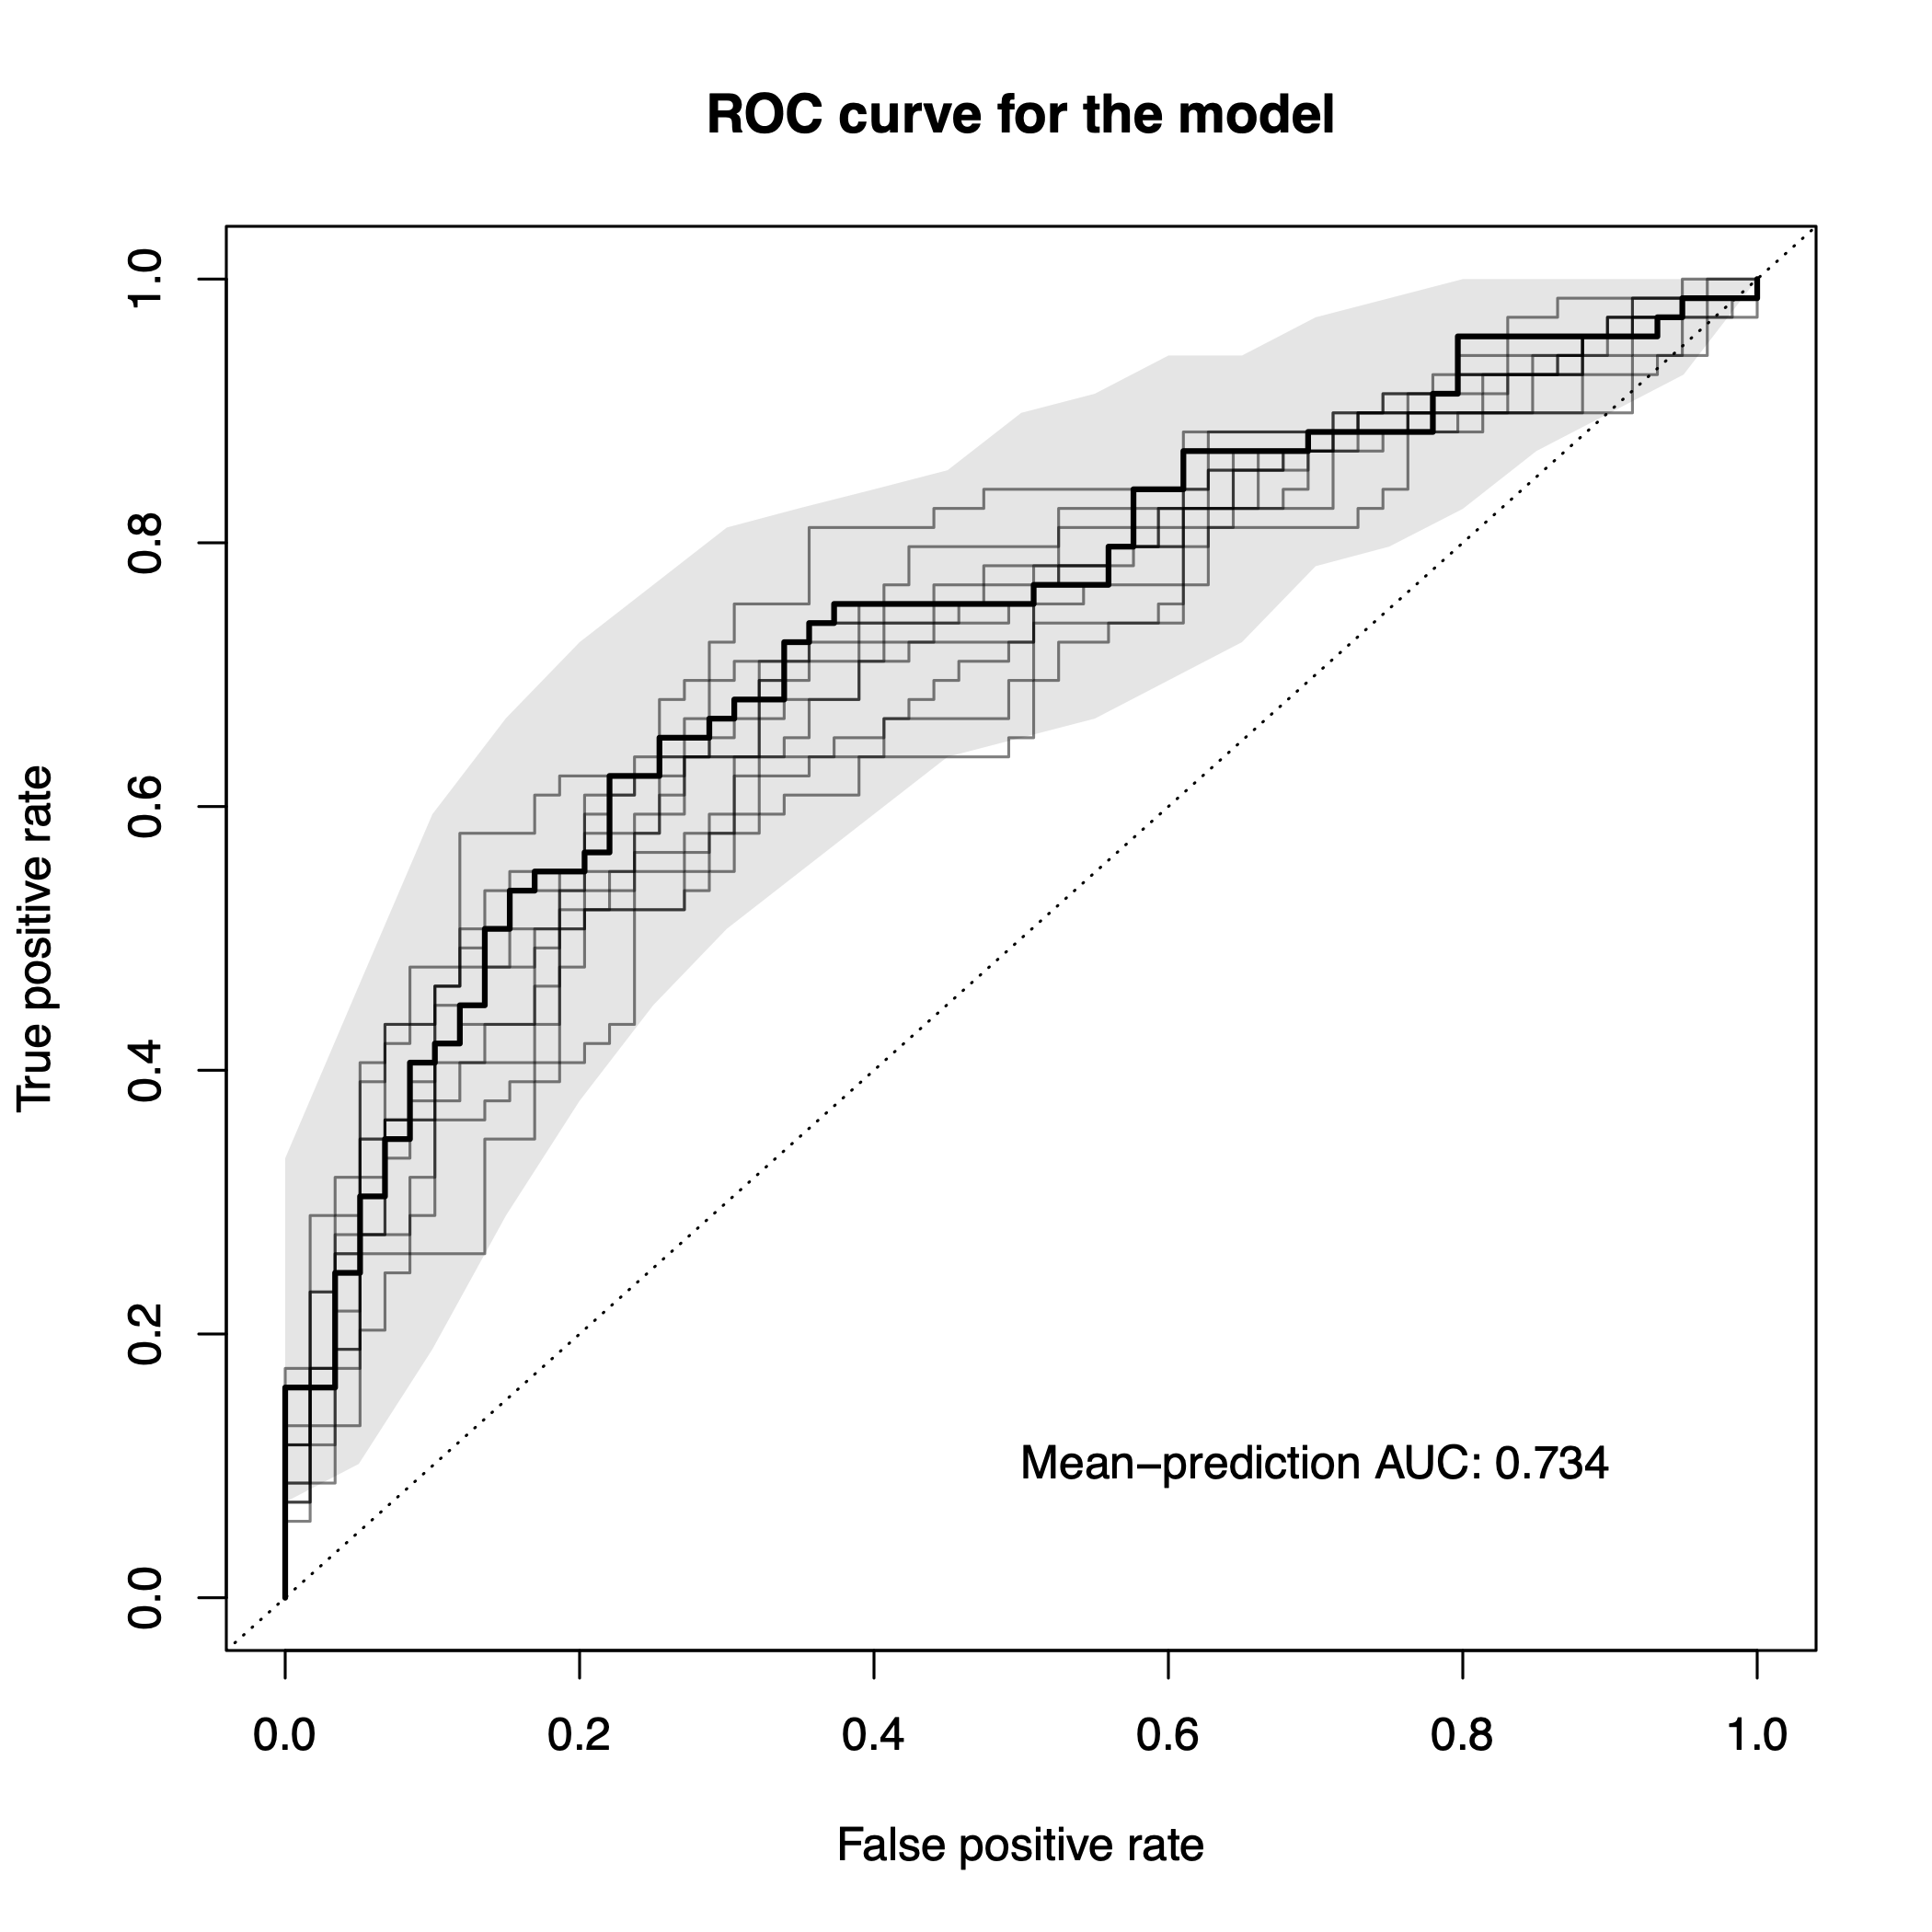 ROC curve for the model
True positive rate
1.0
0.8
0.6
0.4
0.2
0.0
Mean−prediction AUC: 0.734
0.0 0.2 0.4 0.6 0.8 1.0
False positive rate